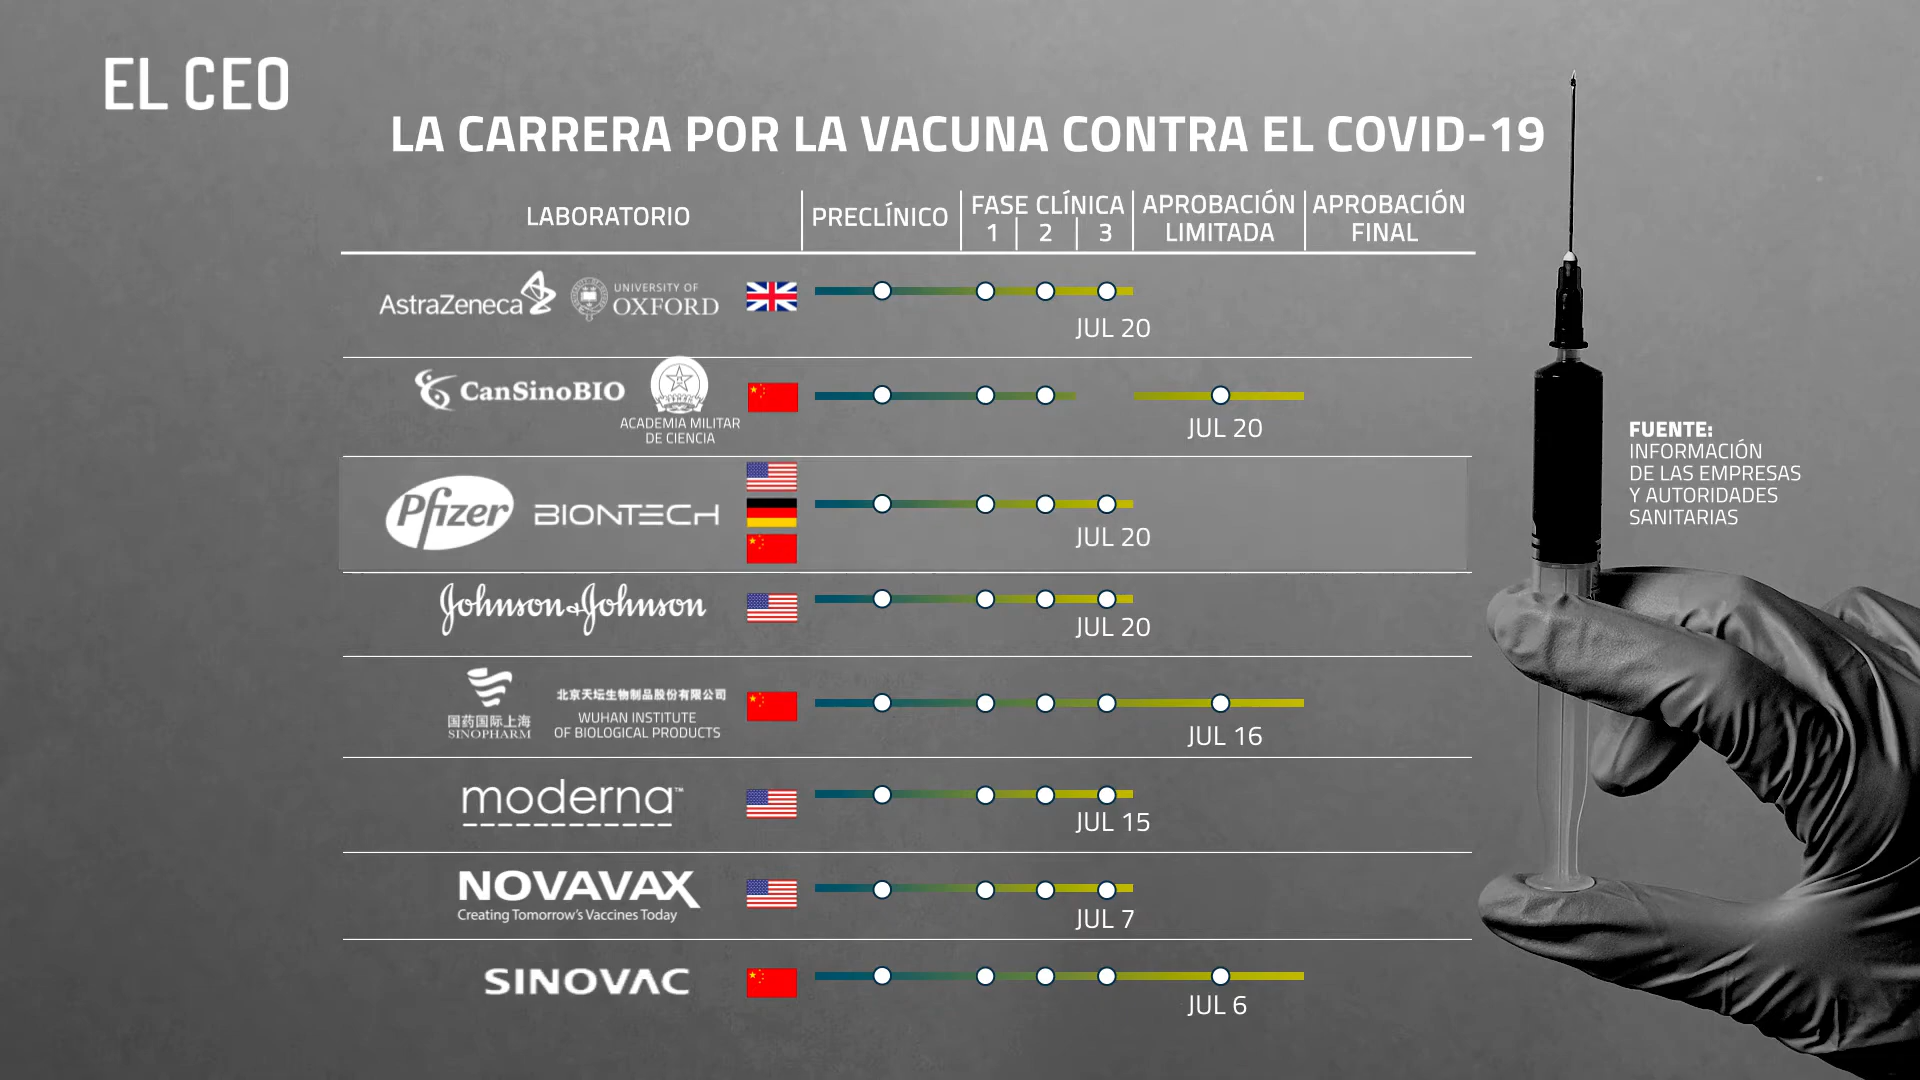 EL CEO
LA CARRERA POR LA VACUNA CONTRA EL COVID-19
LABORATORIO
PRECLÍNICO
FASE CLÍNICA
1 2 3
APROBACIÓN
LIMITADA
APROBACIÓN
FINAL
AstraZeneca
UNIVERSITY OF
OXFORD
JUL 20
CanSinoBIO
ACADEMIA MILITAR
DE CIENCIA
JUL 20
Pfizer
BIONTECH
JUL 20
Johnson & Johnson
JUL 20
国药国际上海
SINOPHARM
北京天坛生物制品股份有限公司
WUHAN INSTITUTE
OF BIOLOGICAL PRODUCTS
JUL 16
moderna™
JUL 15
NOVAVAX
Creating Tomorrow's Vaccines Today
JUL 7
SINOVAC
JUL 6
FUENTE:
INFORMACIÓN
DE LAS EMPRESAS
Y AUTORIDADES
SANITARIAS